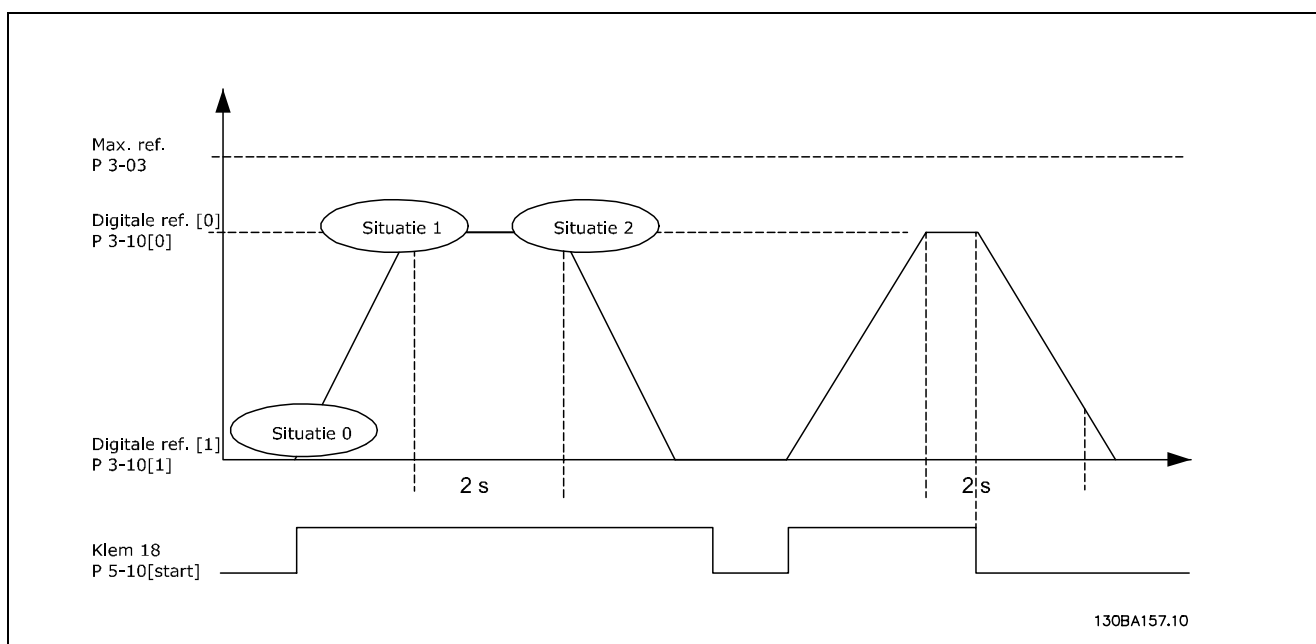 Max. ref.
P 3-03
Digitale ref. [0]
P 3-10[0]
Situatie 1
Situatie 2
Situatie 0
Digitale ref. [1]
P 3-10[1]
2 s
2 s
Klem 18
P 5-10[start]
130BA157.10